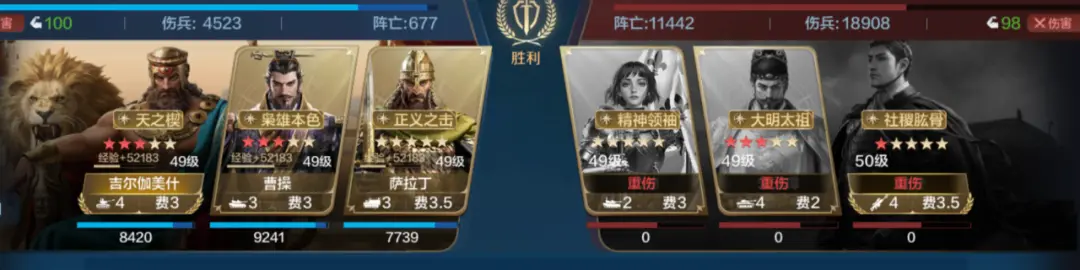 害 100 伤兵: 4523 阵亡:677
胜利
阵亡:11442 伤兵:18908 98 伤害
天之楔
经验+52183 49级
吉尔伽美什
4 费3
8420
枭雄本色
经验+52183 49级
曹操
3 费3
9241
正义之击
49级
萨拉丁
3 费3.5
7739
精神领袖
49级
重伤
2 费3
0
大明太祖
49级
重伤
4 费2
0
社稷肱骨
50级
重伤
4 费3.5
0